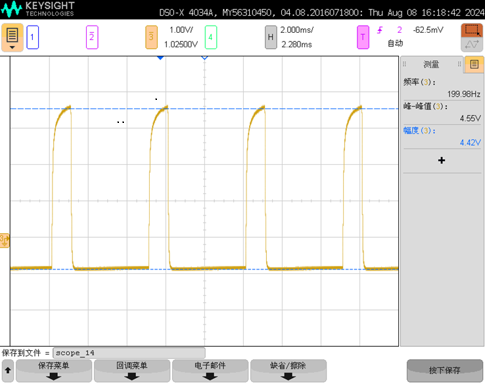 KEYSIGHT
TECHNOLOGIES
DSO-X 4034A, MY56310450, 04.08.2016071800: Thu Aug 08 16:18:42 2024
1
2
3
1.00V/
1.02500V
4
H
2.000ms/
2.280ms
T
2
-62.5mV
自动
测量
频率(3):
199.98Hz
峰-峰值(3):
4.55V
幅度(3):
4.42V
保存到文件 = scope_14
保存菜单
回调菜单
电子邮件
缺省/擦除
按下保存